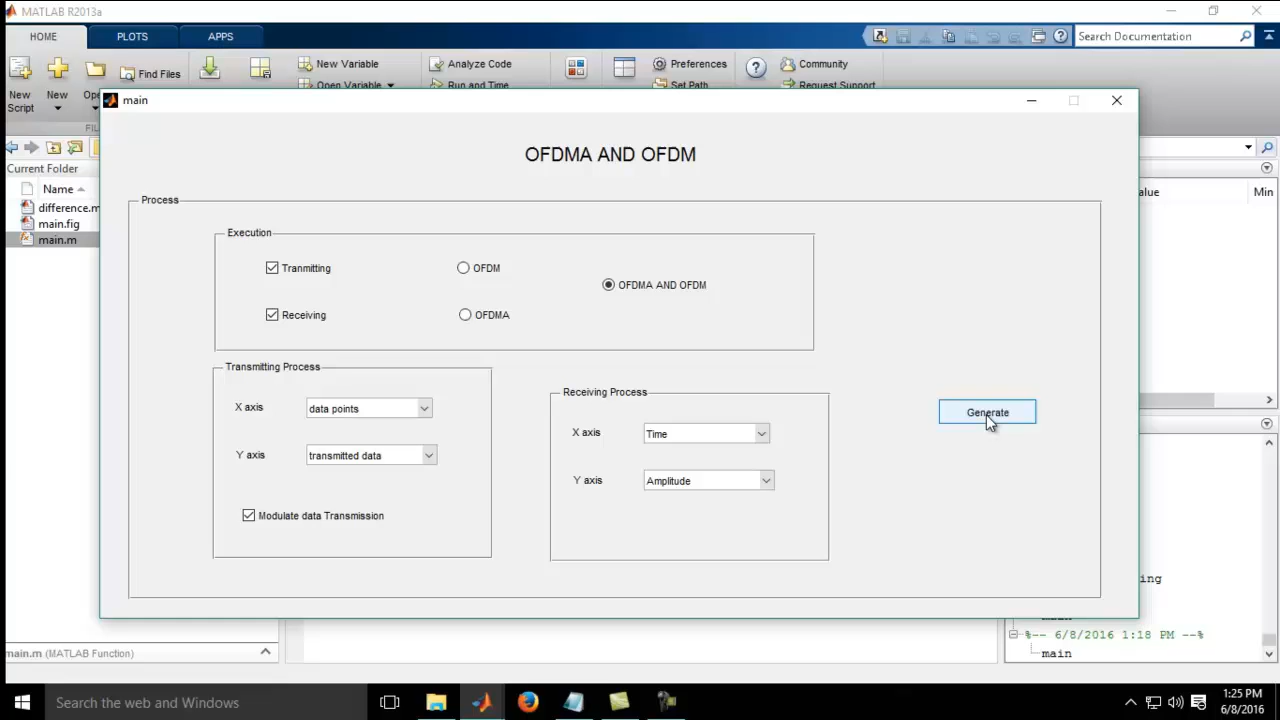 MATLAB R2013a
HOME PLOTS APPS Search Documentation
New Variable Analyze Code Preferences Community
Find Files
Open Variable Run and Time Set Path Request Support
New New
Script
main
OFDMA AND OFDM
Current Folder
Name
difference.m
main.fig
main.m
Min
Process
Execution
Tranmitting OFDM
OFDMA AND OFDM
Receiving OFDMA
Transmitting Process
X axis data points
Y axis transmitted data
Modulate data Transmission
Receiving Process
X axis Time
Y axis Amplitude
Generate
%-- 6/8/2016 1:18 PM --%
main
main.m (MATLAB Function)
Search the web and Windows
1:25 PM
6/8/2016